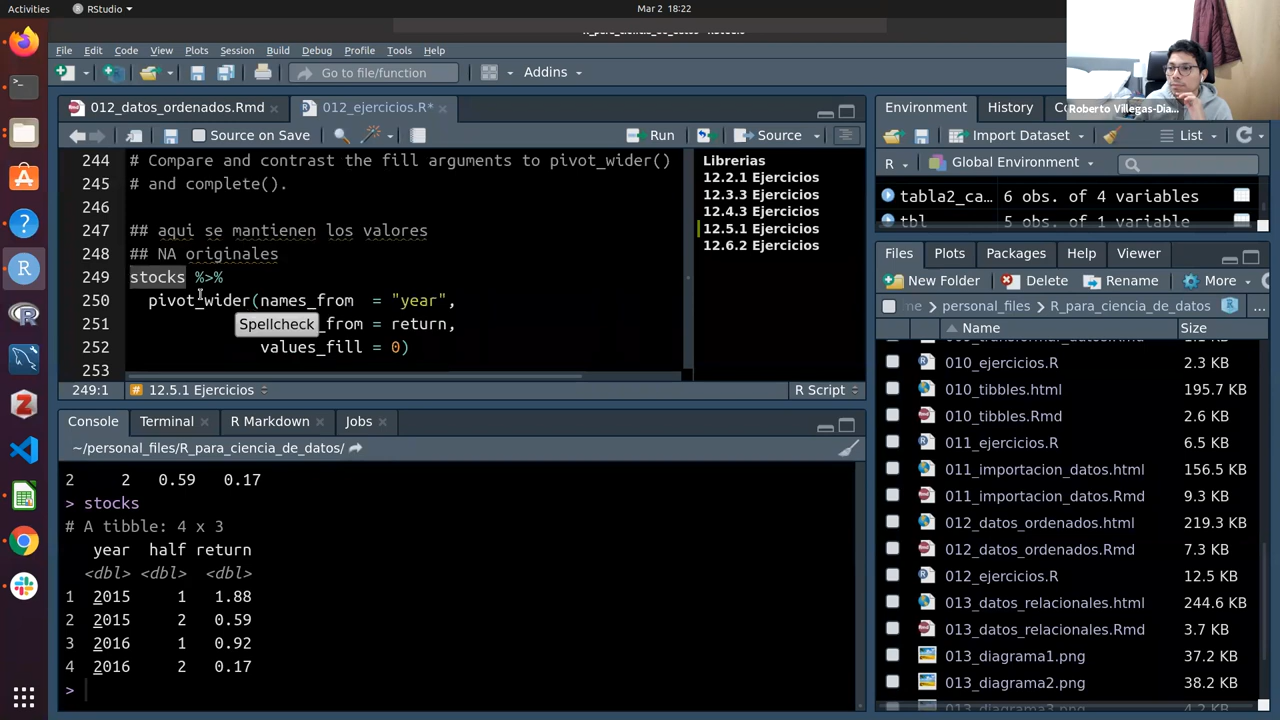 Activities
RStudio
Mar 2 18:22
File Edit Code View Plots Session Build Debug Profile Tools Help
Go to file/function
Addins
Roberto Villegas-Dia...
012_datos_ordenados.Rmd
012_ejercicios.R*
Source on Save
Run
Source
244 # Compare and contrast the fill arguments to pivot_wider()
245 # and complete().
246
247 ## aqui se mantienen los valores
248 ## NA originales
249 stocks %>%
250 pivot_wider(names_from = "year",
251 _from = return,
252 values_fill = 0)
253
Spellcheck
Librerias
12.2.1 Ejercicios
12.3.3 Ejercicios
12.4.3 Ejercicios
12.5.1 Ejercicios
12.6.2 Ejercicios
249:1
12.5.1 Ejercicios
R Script
Console Terminal R Markdown Jobs
~/personal_files/R_para_ciencia_de_datos/
2 2 0.59 0.17
> stocks
# A tibble: 4 x 3
year half return
<dbl> <dbl> <dbl>
1 2015 1 1.88
2 2015 2 0.59
3 2016 1 0.92
4 2016 2 0.17
>
Environment History Co
Import Dataset
List
R
Global Environment
tabla2_ca... 6 obs. of 4 variables
tbl 5 obs. of 1 variable
Files Plots Packages Help Viewer
New Folder Delete Rename More
me personal_files R_para_ciencia_de_datos ...
Name Size
010_ejercicios.R 2.3 KB
010_tibbles.html 195.7 KB
010_tibbles.Rmd 2.6 KB
011_ejercicios.R 6.5 KB
011_importacion_datos.html 156.5 KB
011_importacion_datos.Rmd 9.3 KB
012_datos_ordenados.html 219.3 KB
012_datos_ordenados.Rmd 7.3 KB
012_ejercicios.R 12.5 KB
013_datos_relacionales.html 244.6 KB
013_datos_relacionales.Rmd 3.7 KB
013_diagrama1.png 37.2 KB
013_diagrama2.png 38.2 KB